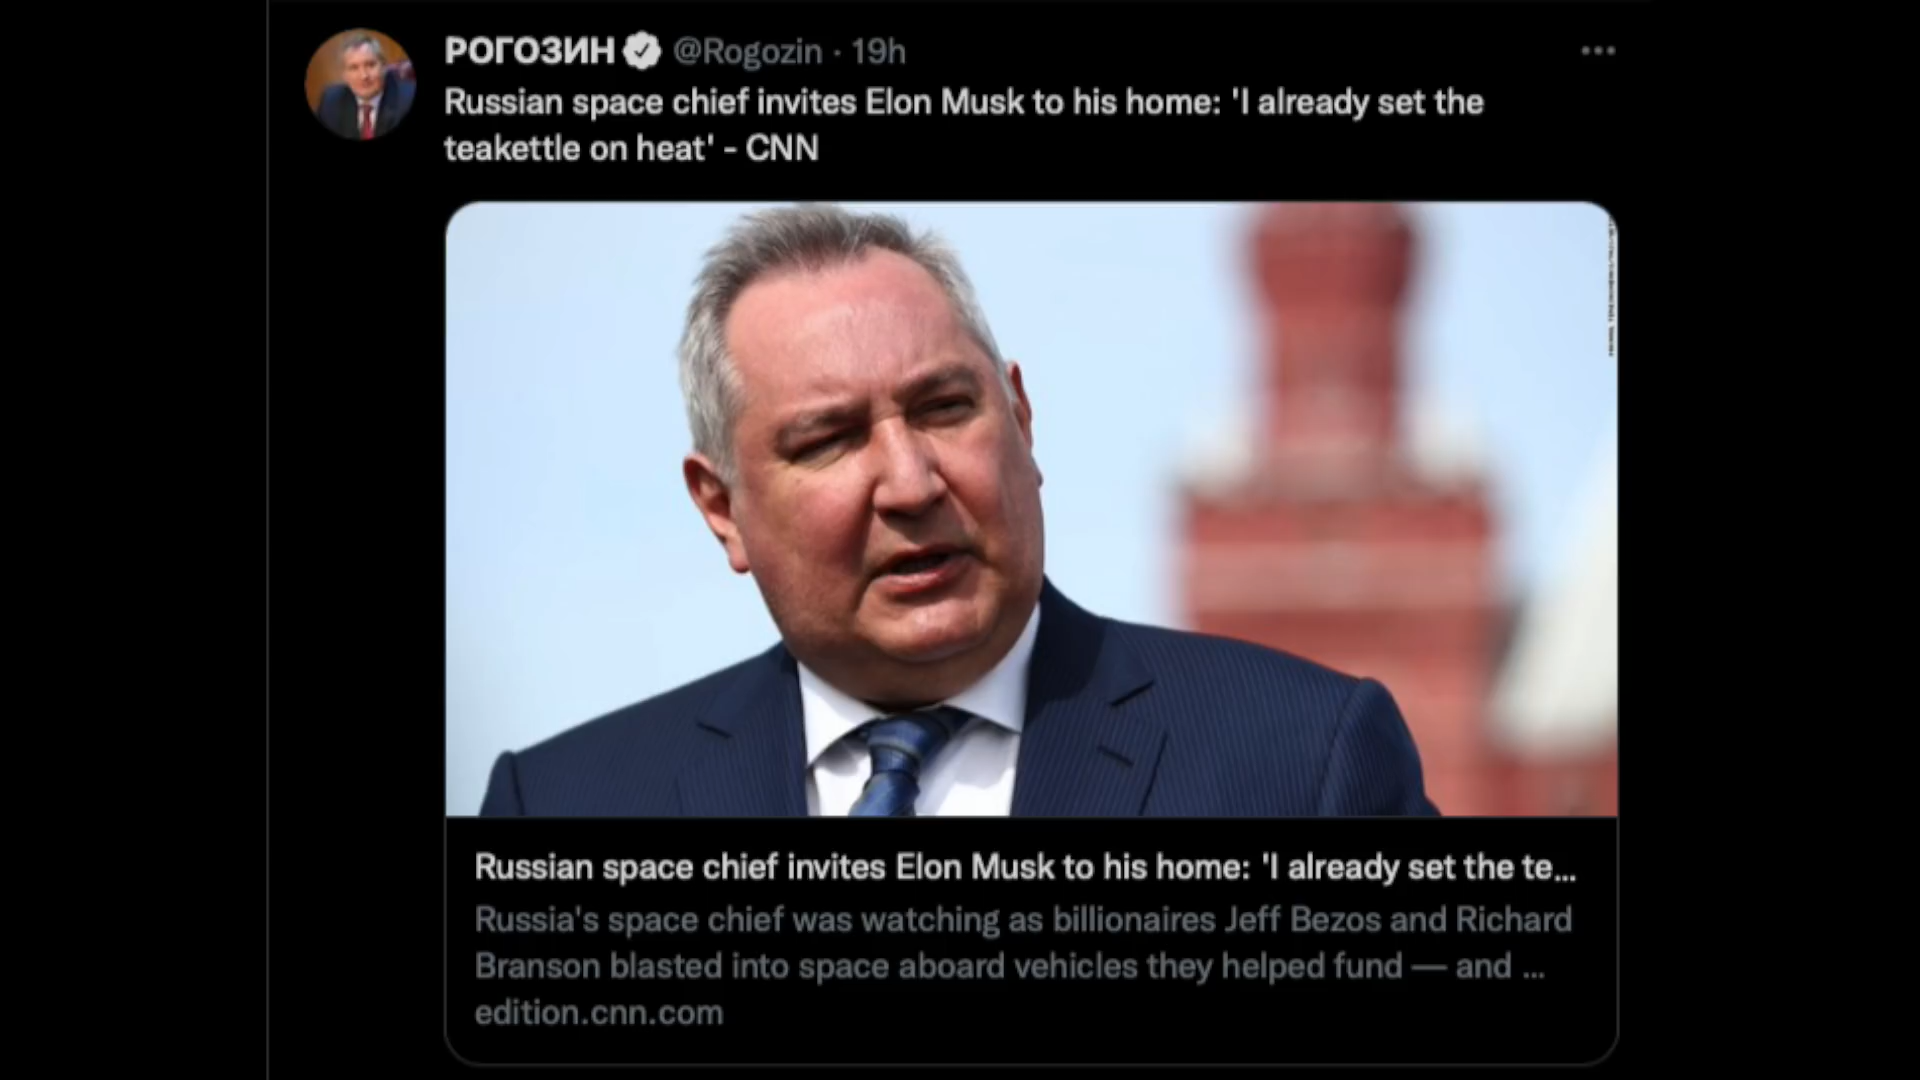 РОГОЗИН @Rogozin · 19h
Russian space chief invites Elon Musk to his home: 'I already set the
teakettle on heat' - CNN
Russian space chief invites Elon Musk to his home: 'I already set the te...
Russia's space chief was watching as billionaires Jeff Bezos and Richard
Branson blasted into space aboard vehicles they helped fund — and ...
edition.cnn.com